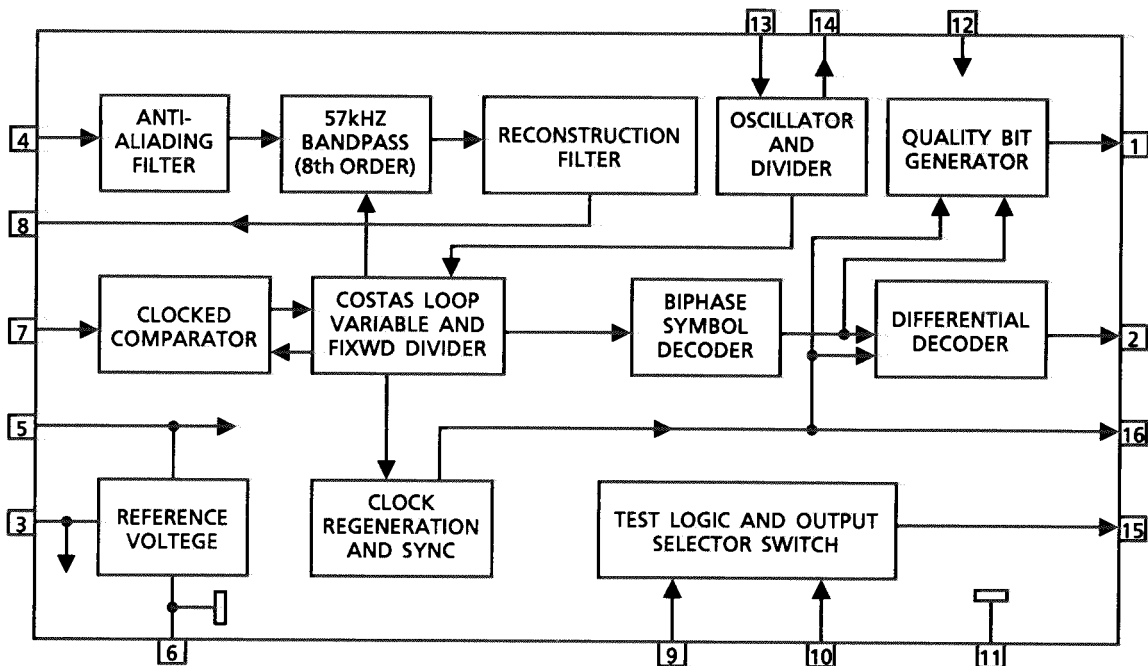 13
14
12
4
ANTI-
ALIADING
FILTER
57kHZ
BANDPASS
(8th ORDER)
RECONSTRUCTION
FILTER
OSCILLATOR
AND
DIVIDER
QUALITY BIT
GENERATOR
1
8
7
CLOCKED
COMPARATOR
COSTAS LOOP
VARIABLE AND
FIXWD DIVIDER
BIPHASE
SYMBOL
DECODER
DIFFERENTIAL
DECODER
2
5
16
3
REFERENCE
VOLTEGE
CLOCK
REGENERATION
AND SYNC
TEST LOGIC AND OUTPUT
SELECTOR SWITCH
15
6
9
10
11